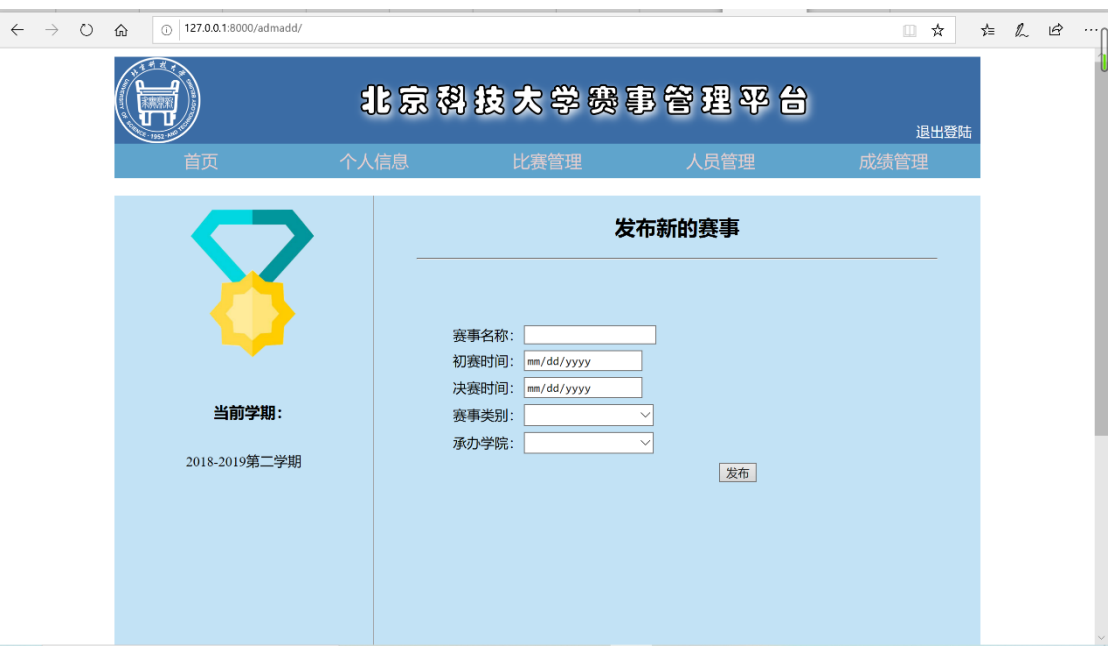 127.0.0.1:8000/admadd/
北京科技大学赛事管理平台
退出登陆
首页 个人信息 比赛管理 人员管理 成绩管理
发布新的赛事
赛事名称:
初赛时间: mm/dd/yyyy
决赛时间: mm/dd/yyyy
赛事类别:
承办学院:
发布
当前学期:
2018-2019第二学期